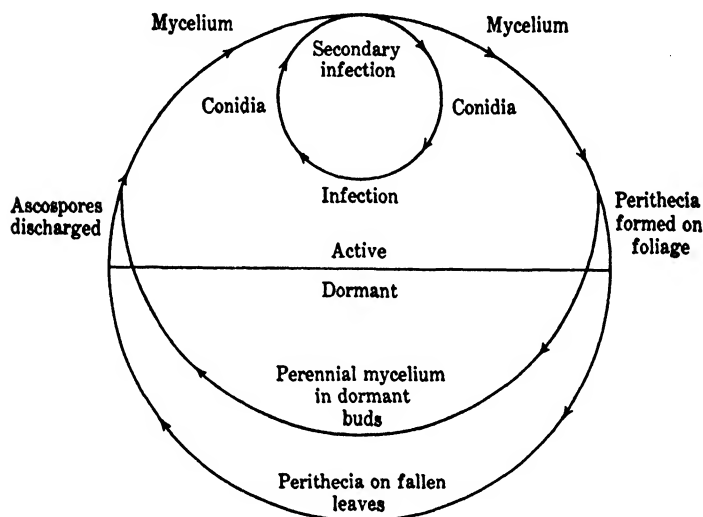 Mycelium
Mycelium
Secondary
infection
Conidia
Conidia
Infection
Ascospores
discharged
Perithecia
formed on
foliage
Active
Dormant
Perennial mycelium
in dormant
buds
Perithecia on fallen
leaves